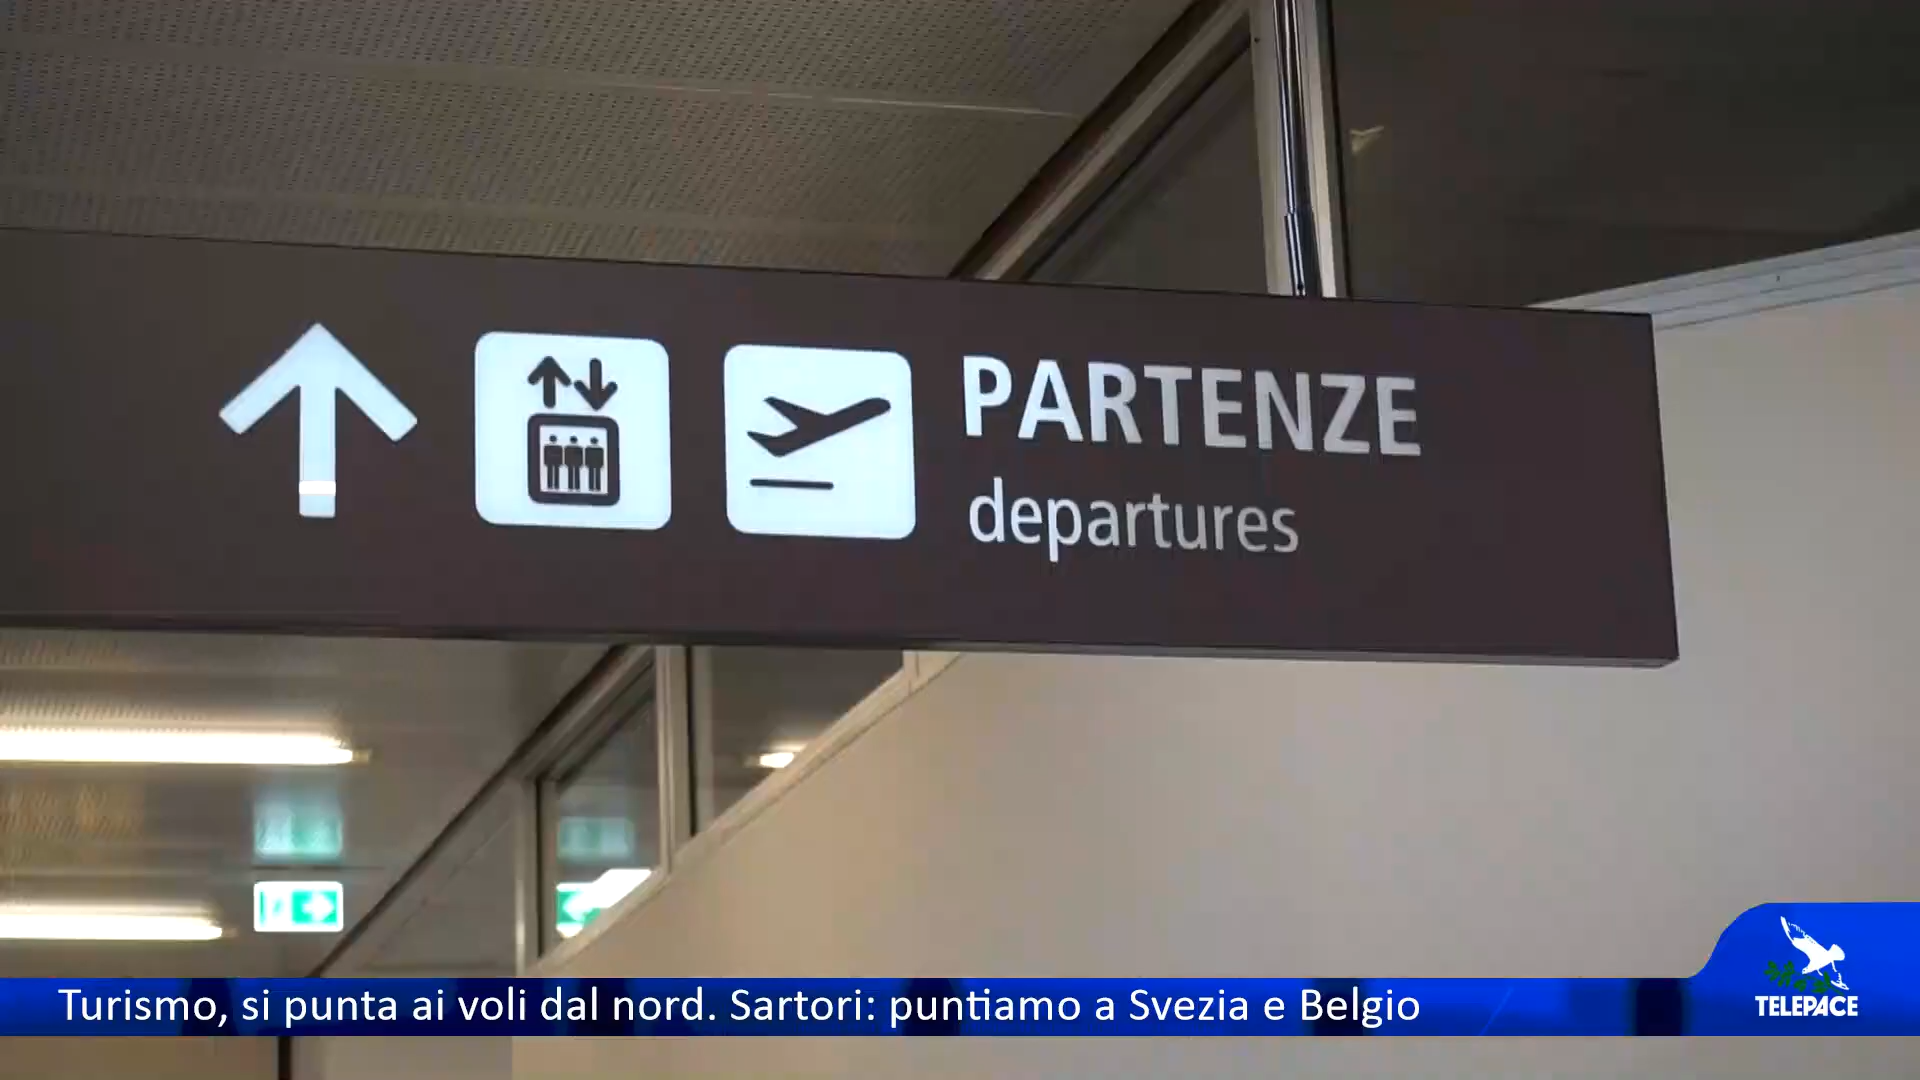 PARTENZE
departures
Turismo, si punta ai voli dal nord. Sartori: puntiamo a Svezia e Belgio
TELEPACE